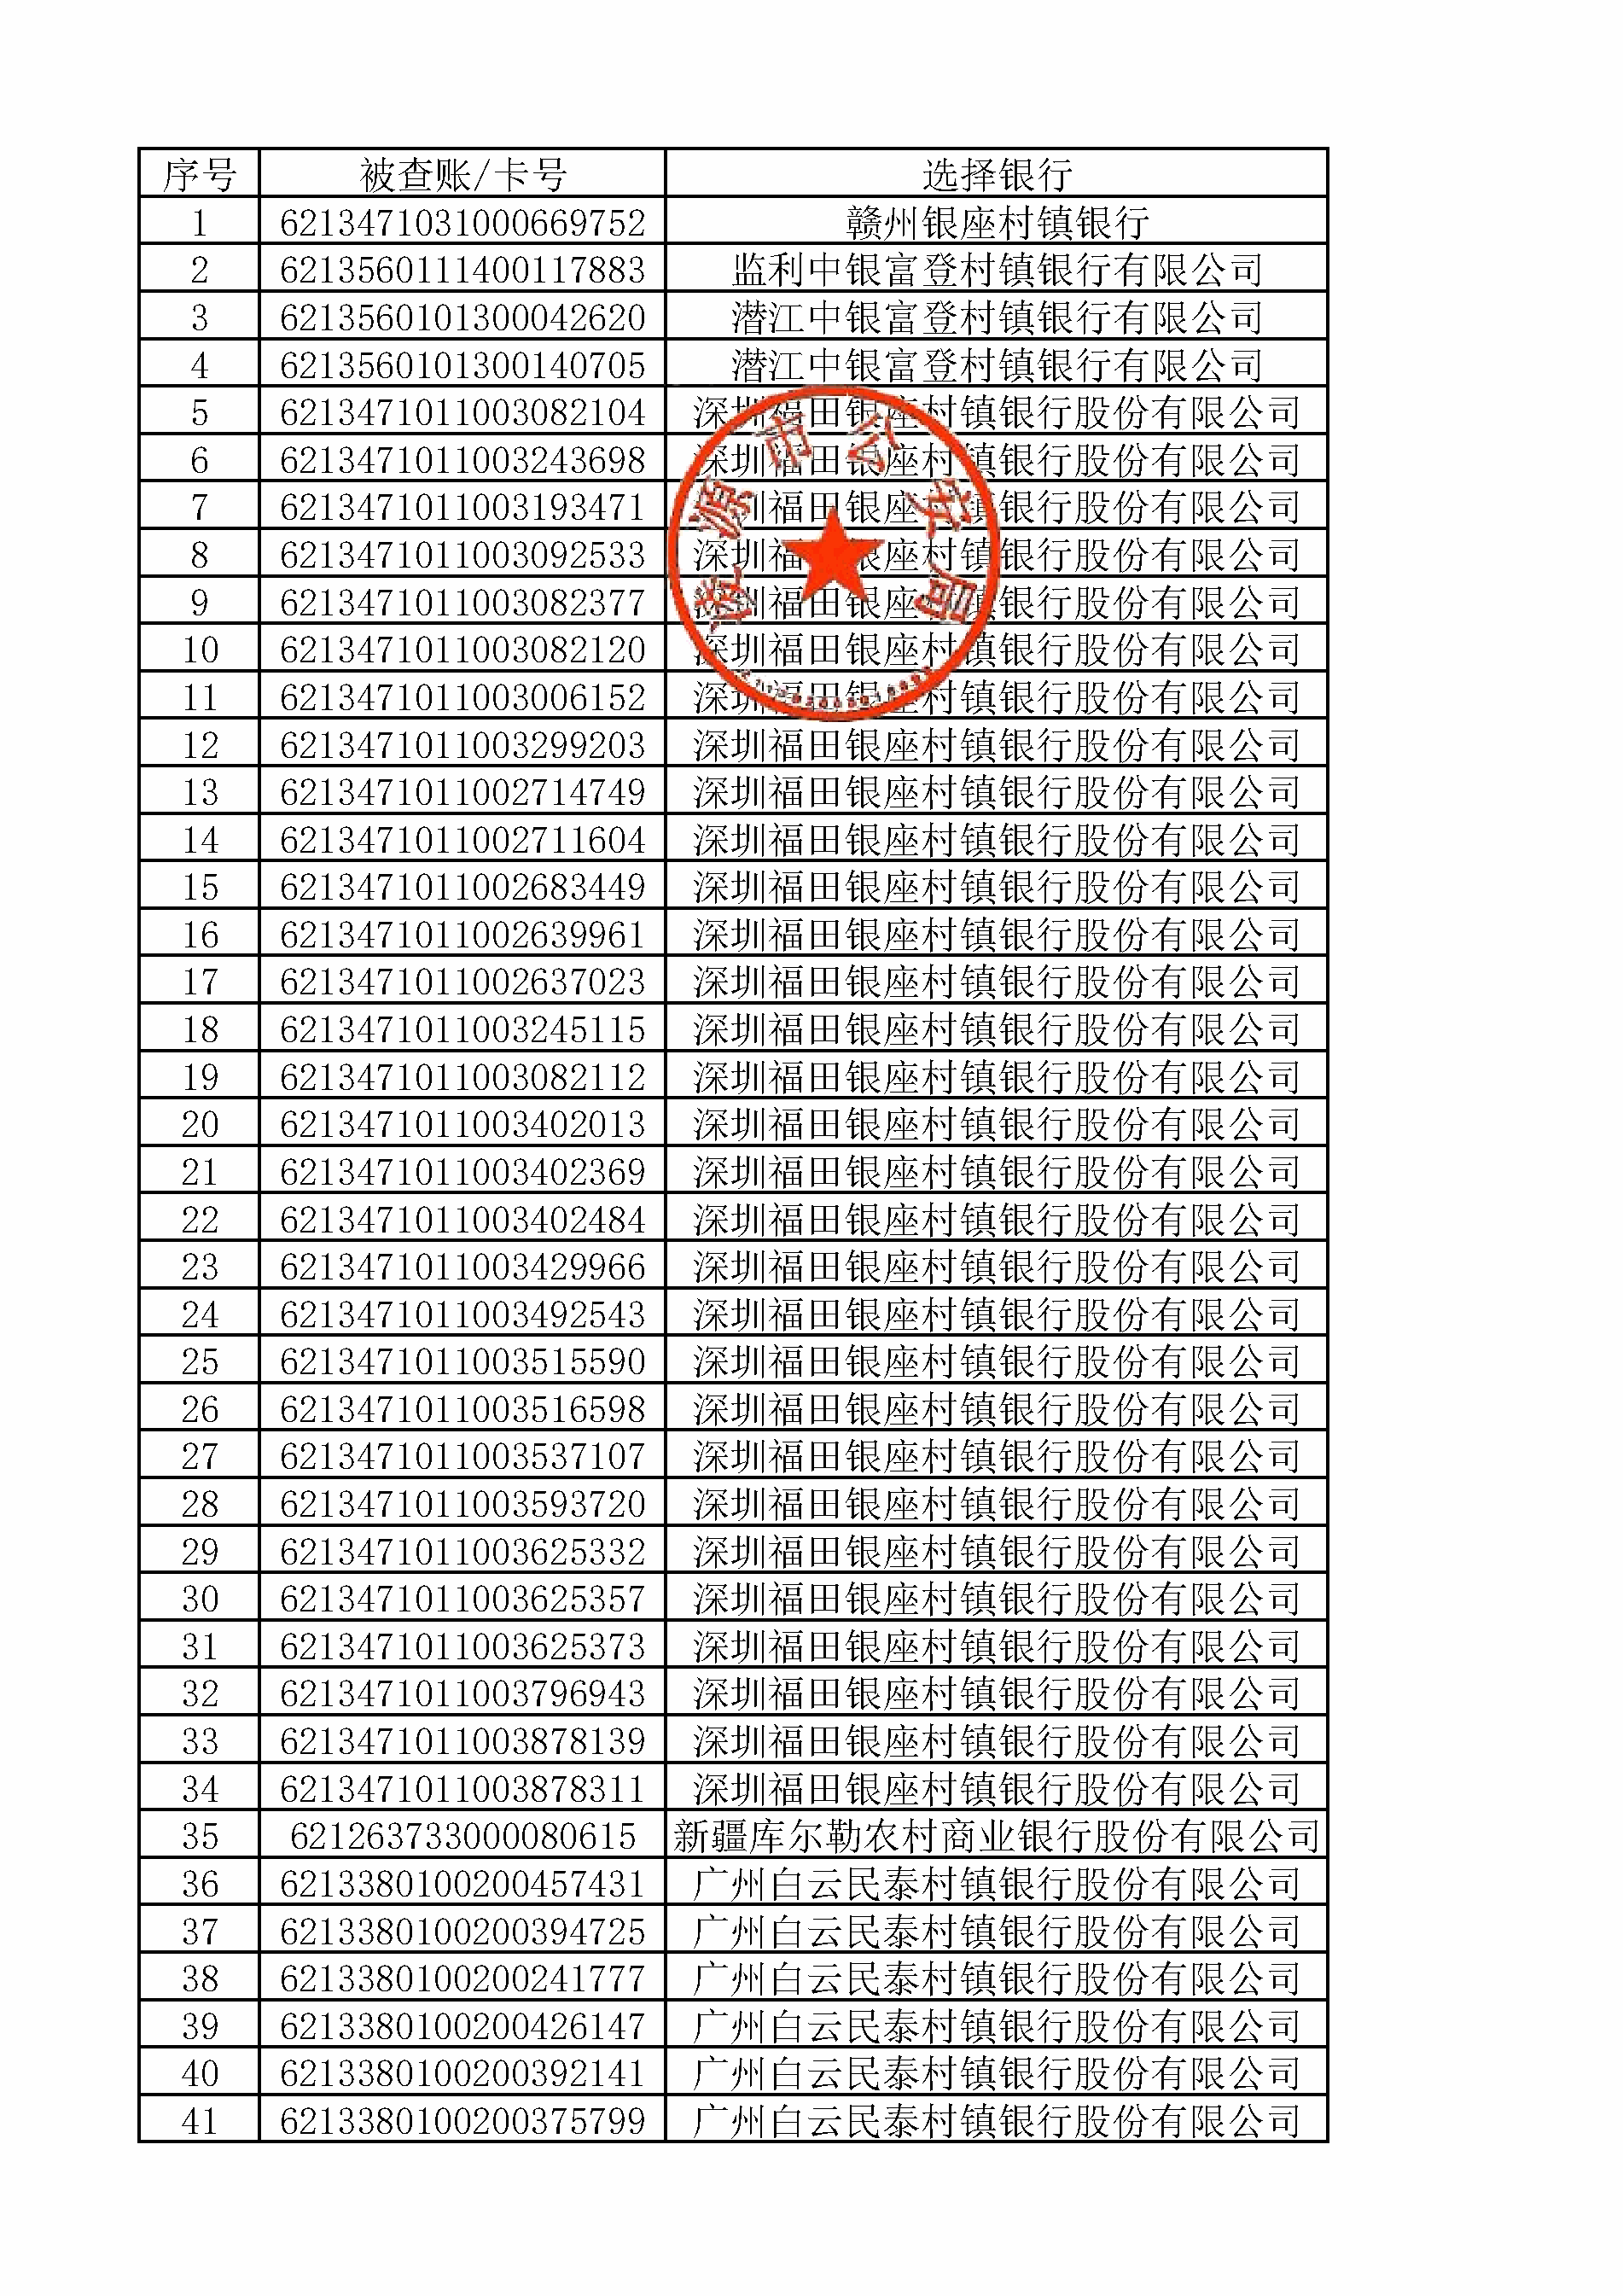 序号 被查账/卡号 选择银行
1 6213471031000669752 赣州银座村镇银行
2 6213560111400117883 监利中银富登村镇银行有限公司
3 6213560101300042620 潜江中银富登村镇银行有限公司
4 6213560101300140705 潜江中银富登村镇银行有限公司
5 6213471011003082104 深圳福田银座村镇银行股份有限公司
6 6213471011003243698 深圳福田银座村镇银行股份有限公司
7 6213471011003193471 深圳福田银座村镇银行股份有限公司
8 6213471011003092533 深圳福田银座村镇银行股份有限公司
9 6213471011003082377 深圳福田银座村镇银行股份有限公司
10 6213471011003082120 深圳福田银座村镇银行股份有限公司
11 6213471011003006152 深圳福田银座村镇银行股份有限公司
12 6213471011003299203 深圳福田银座村镇银行股份有限公司
13 6213471011002714749 深圳福田银座村镇银行股份有限公司
14 6213471011002711604 深圳福田银座村镇银行股份有限公司
15 6213471011002683449 深圳福田银座村镇银行股份有限公司
16 6213471011002639961 深圳福田银座村镇银行股份有限公司
17 6213471011002637023 深圳福田银座村镇银行股份有限公司
18 6213471011003245115 深圳福田银座村镇银行股份有限公司
19 6213471011003082112 深圳福田银座村镇银行股份有限公司
20 6213471011003402013 深圳福田银座村镇银行股份有限公司
21 6213471011003402369 深圳福田银座村镇银行股份有限公司
22 6213471011003402484 深圳福田银座村镇银行股份有限公司
23 6213471011003429966 深圳福田银座村镇银行股份有限公司
24 6213471011003492543 深圳福田银座村镇银行股份有限公司
25 6213471011003515590 深圳福田银座村镇银行股份有限公司
26 6213471011003516598 深圳福田银座村镇银行股份有限公司
27 6213471011003537107 深圳福田银座村镇银行股份有限公司
28 6213471011003593720 深圳福田银座村镇银行股份有限公司
29 6213471011003625332 深圳福田银座村镇银行股份有限公司
30 6213471011003625357 深圳福田银座村镇银行股份有限公司
31 6213471011003625373 深圳福田银座村镇银行股份有限公司
32 6213471011003796943 深圳福田银座村镇银行股份有限公司
33 6213471011003878139 深圳福田银座村镇银行股份有限公司
34 6213471011003878311 深圳福田银座村镇银行股份有限公司
35 621263733000080615 新疆库尔勒农村商业银行股份有限公司
36 6213380100200457431 广州白云民泰村镇银行股份有限公司
37 6213380100200394725 广州白云民泰村镇银行股份有限公司
38 6213380100200241777 广州白云民泰村镇银行股份有限公司
39 6213380100200426147 广州白云民泰村镇银行股份有限公司
40 6213380100200392141 广州白云民泰村镇银行股份有限公司
41 6213380100200375799 广州白云民泰村镇银行股份有限公司
凌源市公安局